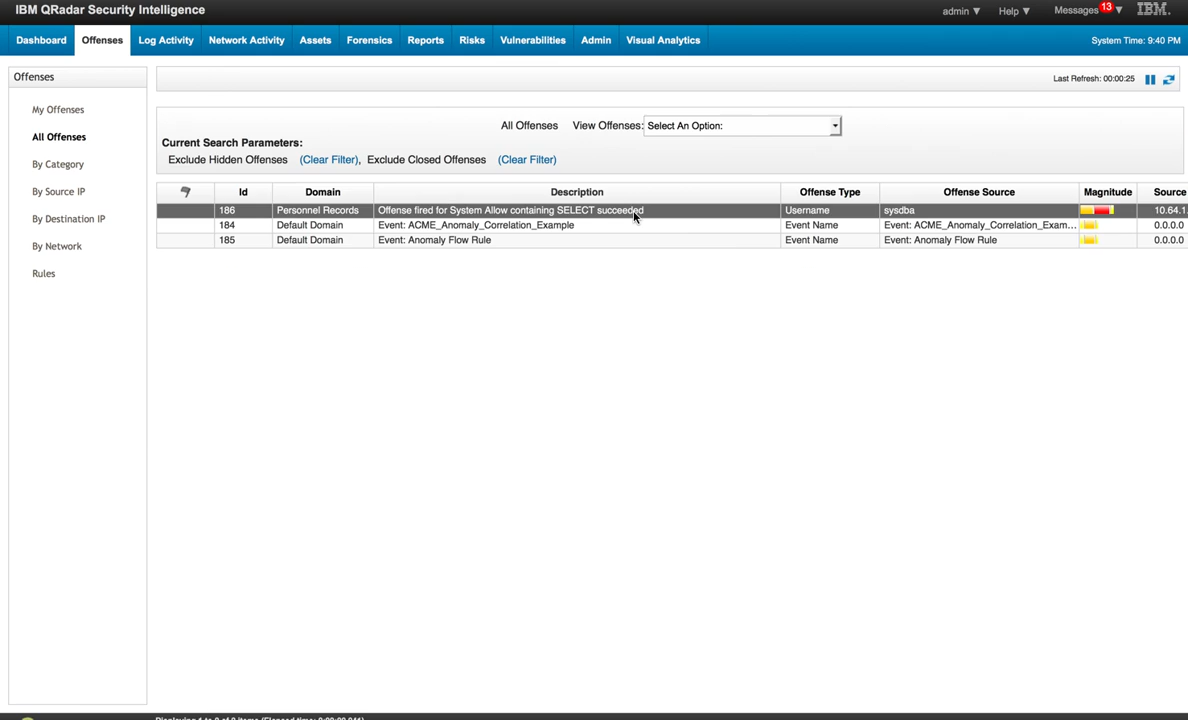 IBM QRadar Security Intelligence
admin Help Messages 13 IBM.
Dashboard Offenses Log Activity Network Activity Assets Forensics Reports Risks Vulnerabilities Admin Visual Analytics System Time: 9:40 PM
Offenses
Last Refresh: 00:00:25
My Offenses
All Offenses
By Category
By Source IP
By Destination IP
By Network
Rules
All Offenses View Offenses: Select An Option:
Current Search Parameters:
Exclude Hidden Offenses (Clear Filter), Exclude Closed Offenses (Clear Filter)
Id Domain Description Offense Type Offense Source Magnitude Source
186 Personnel Records Offense fired for System Allow containing SELECT succeeded Username sysdba 10.64.1
184 Default Domain Event: ACME_Anomaly_Correlation_Example Event Name Event: ACME_Anomaly_Correlation_Exam... 0.0.0.0
185 Default Domain Event: Anomaly Flow Rule Event Name Event: Anomaly Flow Rule 0.0.0.0